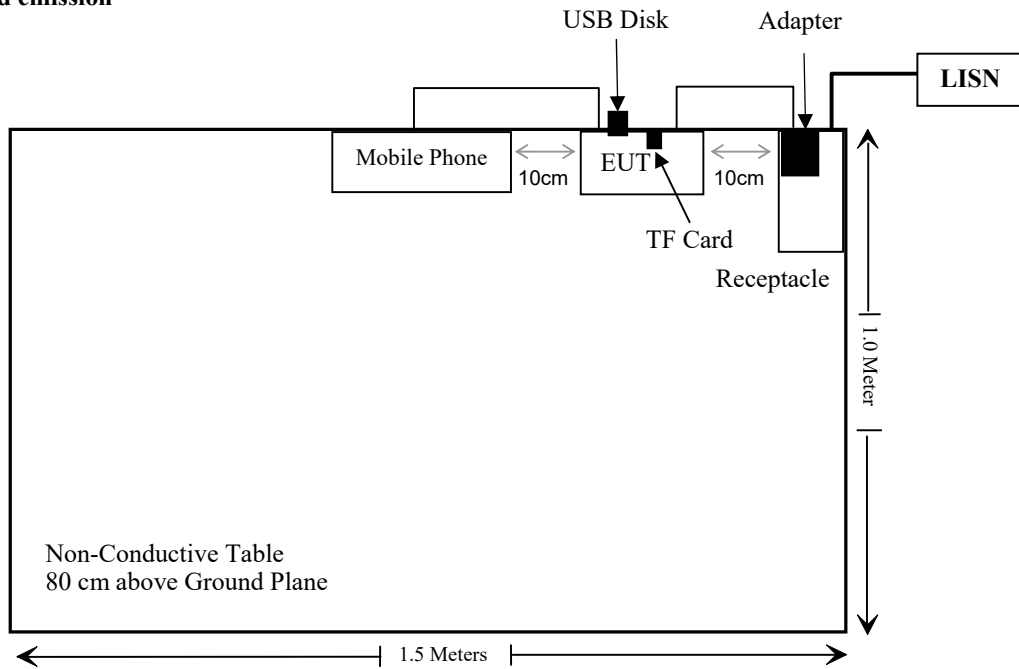 emission
USB Disk
Adapter
LISN
Mobile Phone
10cm
EUT
10cm
TF Card
Receptacle
1.0 Meter
Non-Conductive Table
80 cm above Ground Plane
1.5 Meters